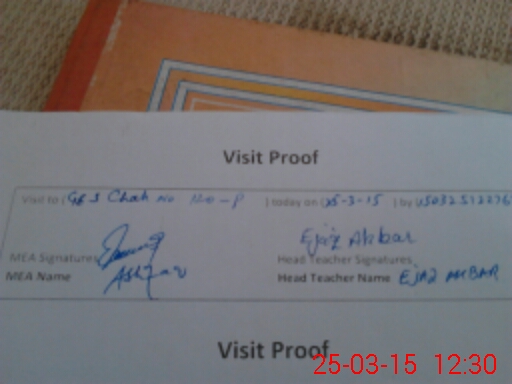 Visit Proof
Visit to ( Chak No 120-P ) today on (25-3-15) by
Ejaz Akbar
MEA Signatures Head Teacher Signatures
MEA Name Head Teacher Name EJAZ AKBAR
Visit Proof
25-03-15 12:30